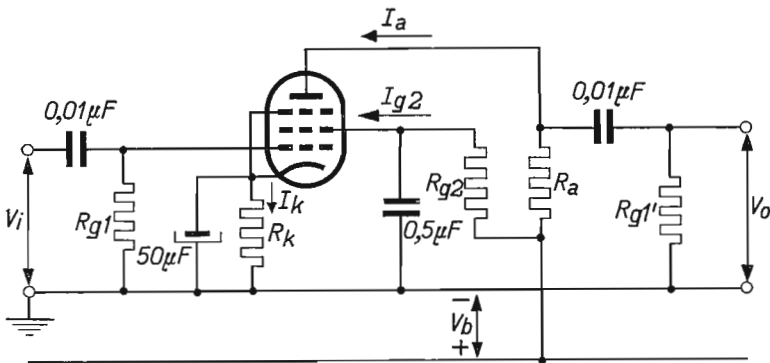 Ia
Ig2
0,01µF
0,01µF
Vi
Rg1
50µF
Ik
Rk
0,5µF
Rg2
Ra
Rg1'
Vo
−
Vb
+